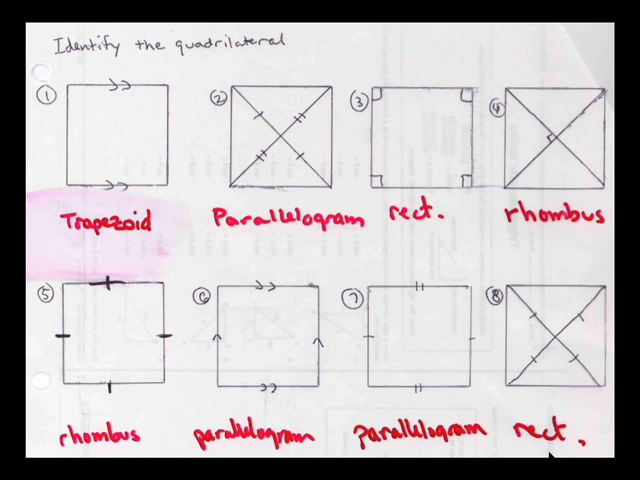 Identify the quadrilateral
① ② ③ ④
Trapezoid Parallelogram rect. rhombus
⑤ ⑥ ⑦ ⑧
rhombus parallelogram parallelogram rect.